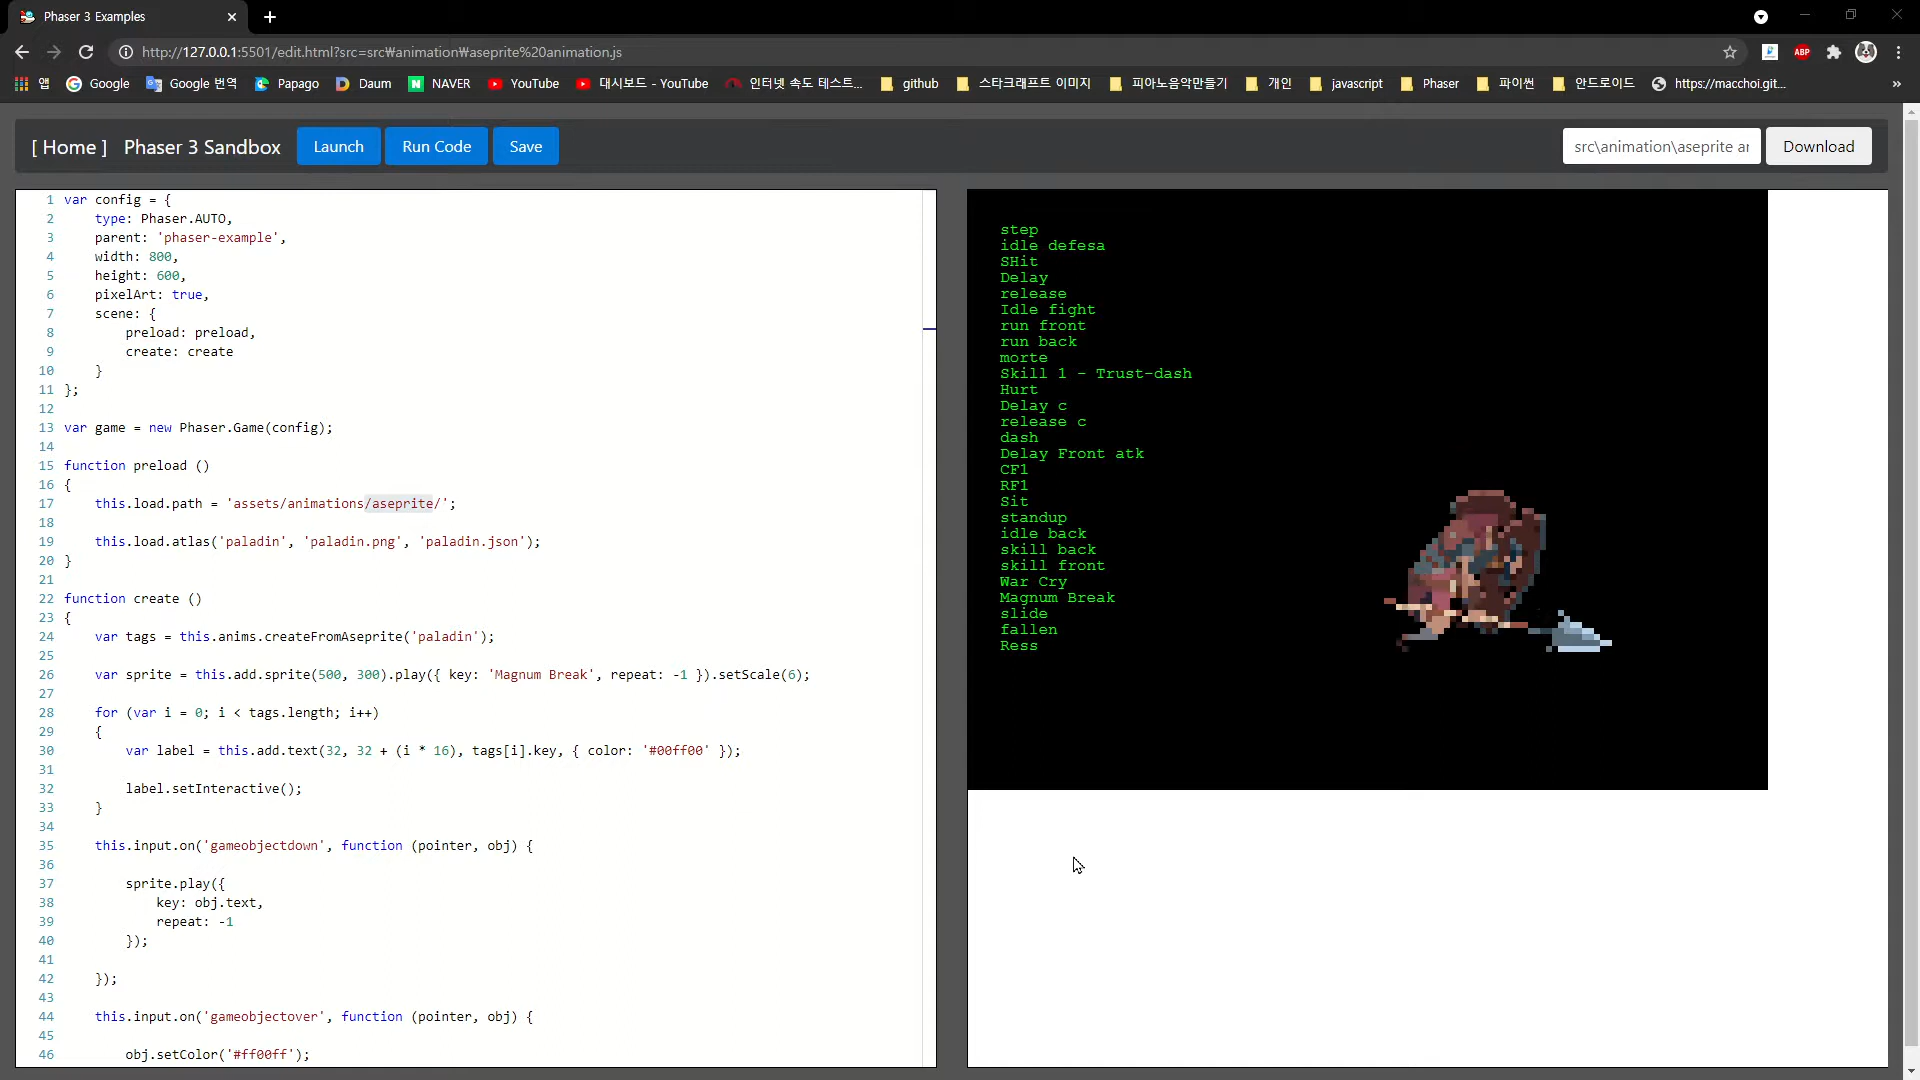 Phaser 3 Examples
http://127.0.0.1:5501/edit.html?src=src₩animation₩aseprite%20animation.js
ABP
앱 Google Google 번역 Papago Daum NAVER YouTube 대시보드 - YouTube 인터넷 속도 테스트... github 스타크래프트 이미지 피아노음악만들기 개인 javascript Phaser 파이썬 안드로이드 https://macchoi.git... »
[ Home ] Phaser 3 Sandbox Launch Run Code Save src\animation\aseprite ar Download
1 var config = {
2     type: Phaser.AUTO,
3     parent: 'phaser-example',
4     width: 800,
5     height: 600,
6     pixelArt: true,
7     scene: {
8         preload: preload,
9         create: create
10     }
11 };
12
13 var game = new Phaser.Game(config);
14
15 function preload ()
16 {
17     this.load.path = 'assets/animations/aseprite/';
18
19     this.load.atlas('paladin', 'paladin.png', 'paladin.json');
20 }
21
22 function create ()
23 {
24     var tags = this.anims.createFromAseprite('paladin');
25
26     var sprite = this.add.sprite(500, 300).play({ key: 'Magnum Break', repeat: -1 }).setScale(6);
27
28     for (var i = 0; i < tags.length; i++)
29     {
30         var label = this.add.text(32, 32 + (i * 16), tags[i].key, { color: '#00ff00' });
31
32         label.setInteractive();
33     }
34
35     this.input.on('gameobjectdown', function (pointer, obj) {
36
37         sprite.play({
38             key: obj.text,
39             repeat: -1
40         });
41
42     });
43
44     this.input.on('gameobjectover', function (pointer, obj) {
45
46         obj.setColor('#ff00ff');
step
idle defesa
SHit
Delay
release
Idle fight
run front
run back
morte
Skill 1 - Trust-dash
Hurt
Delay c
release c
dash
Delay Front atk
CF1
RF1
Sit
standup
idle back
skill back
skill front
War Cry
Magnum Break
slide
fallen
Ress